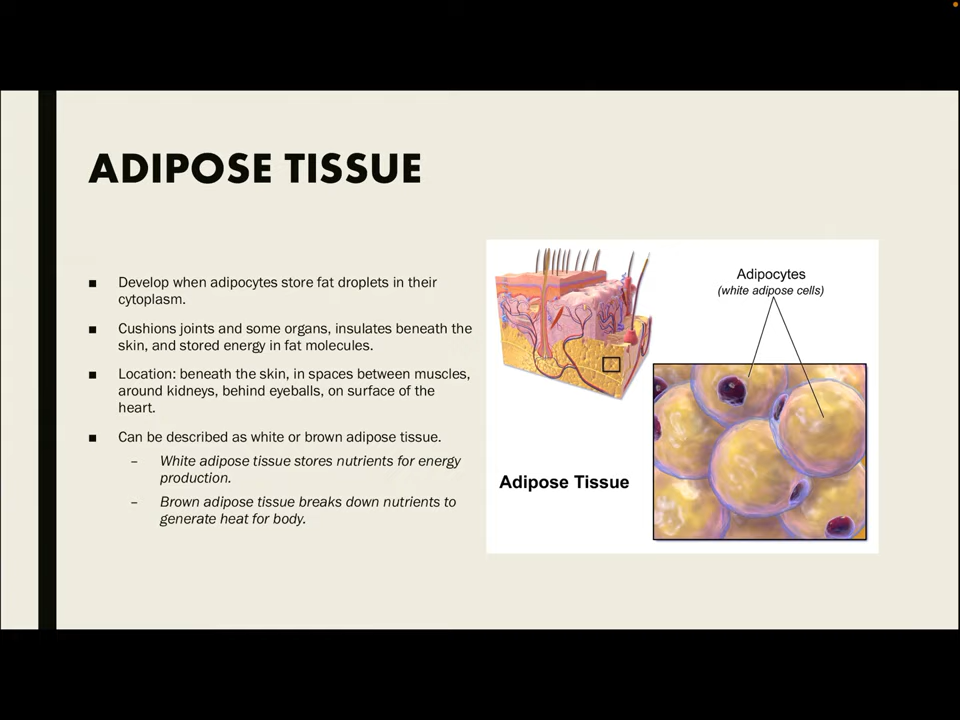 ADIPOSE TISSUE
■ Develop when adipocytes store fat droplets in their
cytoplasm.
■ Cushions joints and some organs, insulates beneath the
skin, and stored energy in fat molecules.
■ Location: beneath the skin, in spaces between muscles,
around kidneys, behind eyeballs, on surface of the
heart.
■ Can be described as white or brown adipose tissue.
– White adipose tissue stores nutrients for energy
production.
– Brown adipose tissue breaks down nutrients to
generate heat for body.
Adipocytes
(white adipose cells)
Adipose Tissue